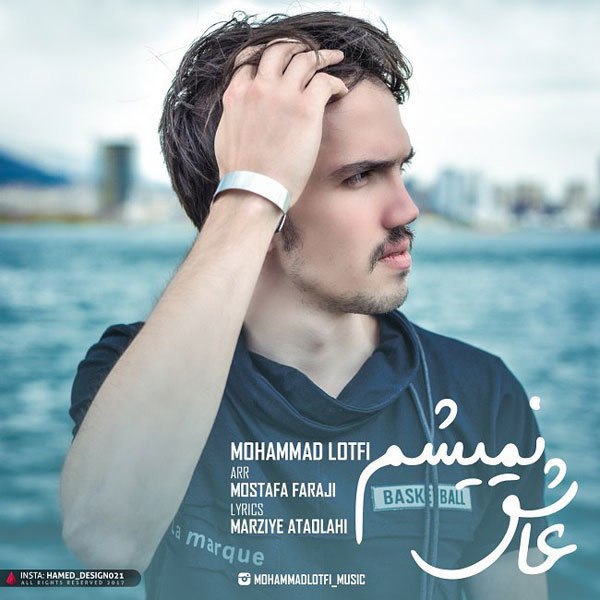 MOHAMMAD LOTFI
ARR
MOSTAFA FARAJI
LYRICS
MARZIYE ATAOLAHI
عاشق نمیشم
BASKETBALL
La marque
MOHAMMADLOTFI_MUSIC
INSTA: HAMED_DESIGN021
ALL RIGHTS RESERVED 2017